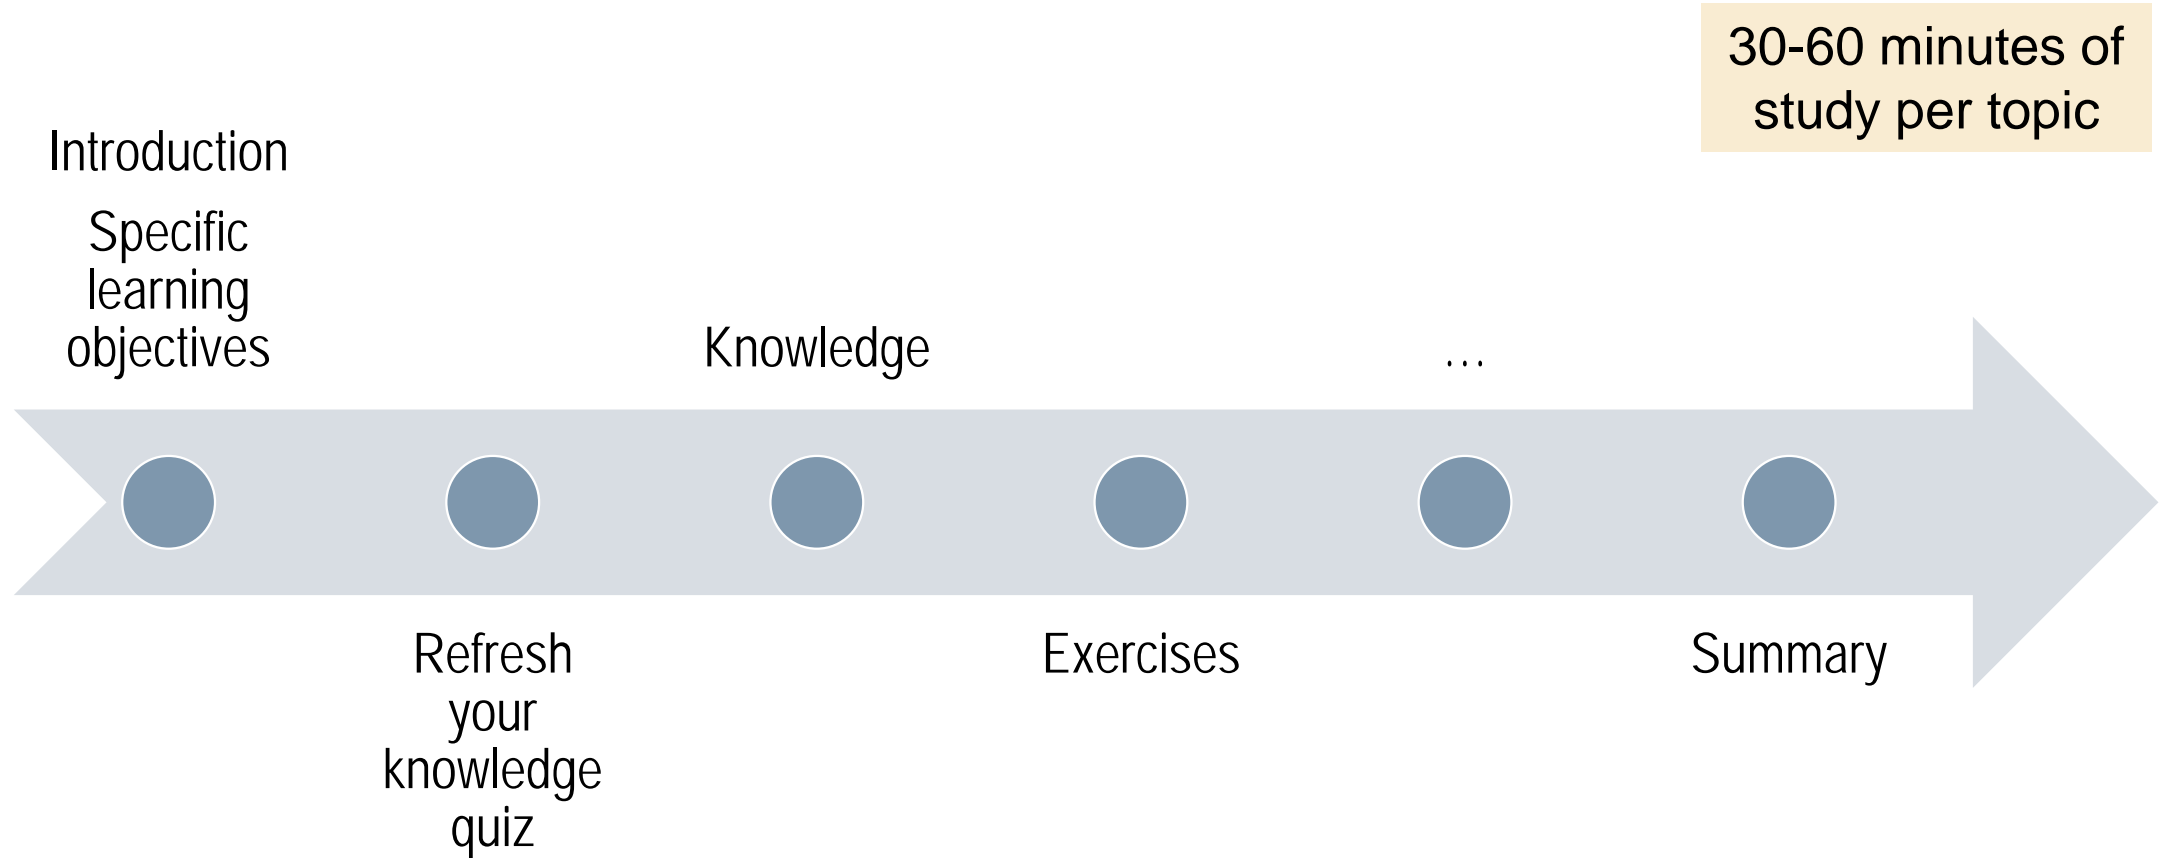 30-60 minutes of
study per topic
Introduction
Specific
learning
objectives
Knowledge
...
Refresh
your
knowledge
quiz
Exercises
Summary